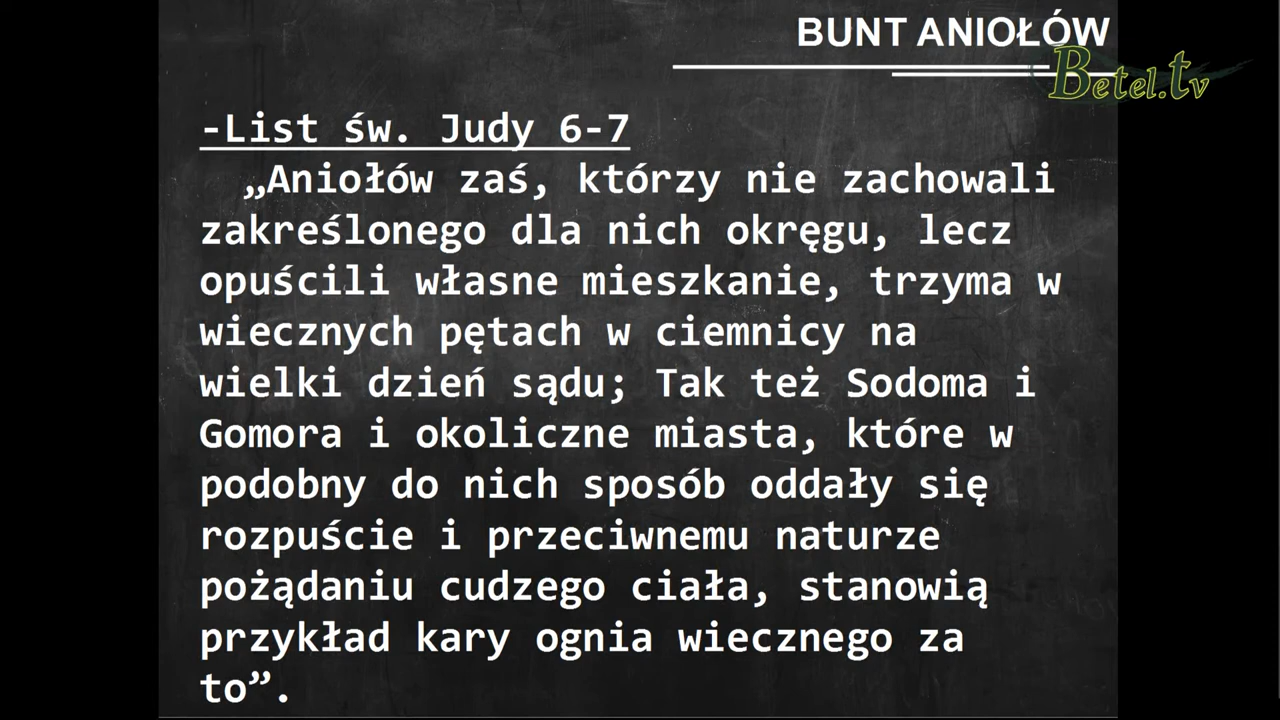 BUNT ANIOŁÓW
Betel.tv
-List św. Judy 6-7
„Aniołów zaś, którzy nie zachowali
zakreślonego dla nich okręgu, lecz
opuścili własne mieszkanie, trzyma w
wiecznych pętach w ciemnicy na
wielki dzień sądu; Tak też Sodoma i
Gomora i okoliczne miasta, które w
podobny do nich sposób oddały się
rozpuście i przeciwnemu naturze
pożądaniu cudzego ciała, stanowią
przykład kary ognia wiecznego za
to”.